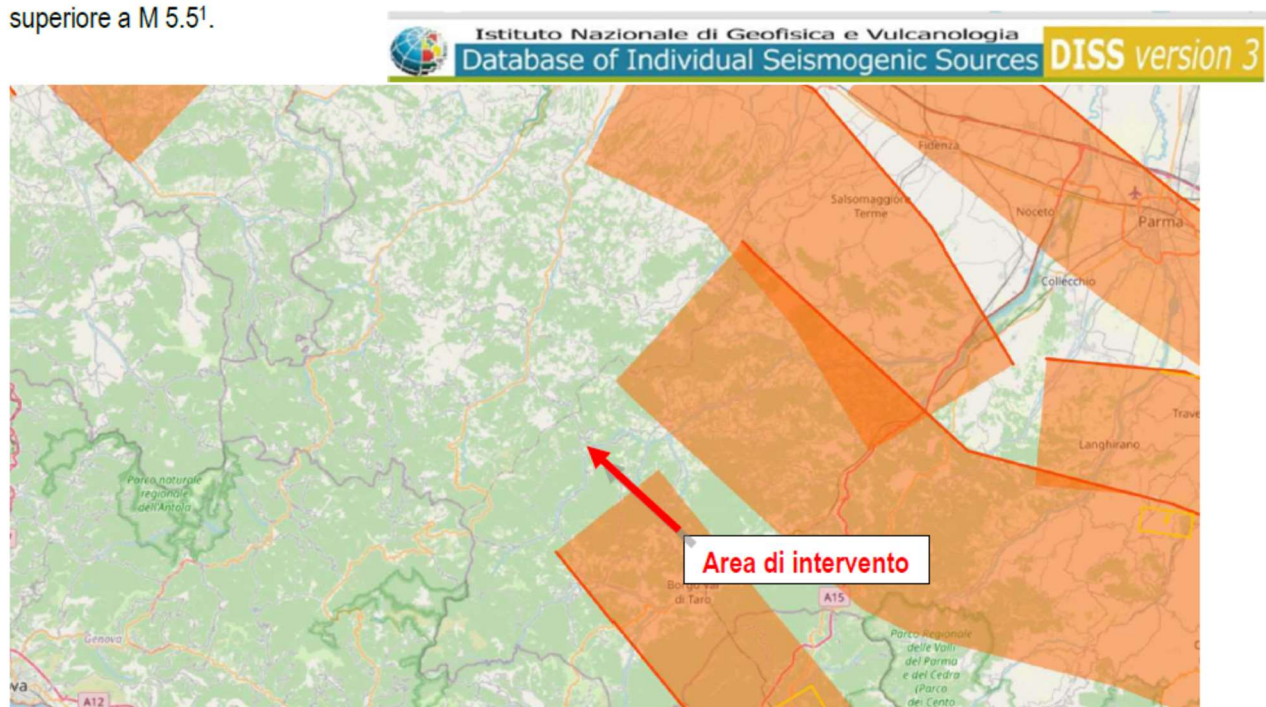 superiore a M 5.5¹.
Istituto Nazionale di Geofisica e Vulcanologia
Database of Individual Seismogenic Sources DISS version 3
Fidenza
Salsomaggiore
Terme
Noceto
Parma
Collecchio
Trave
Langhirano
Parco naturale
regionale
dell'Antola
Area di intervento
Borgo Val
di Taro
A15
Parco Regionale
delle Valli
del Parma
e del Cedra
(Parco
dei Cento
Genova
va
A12